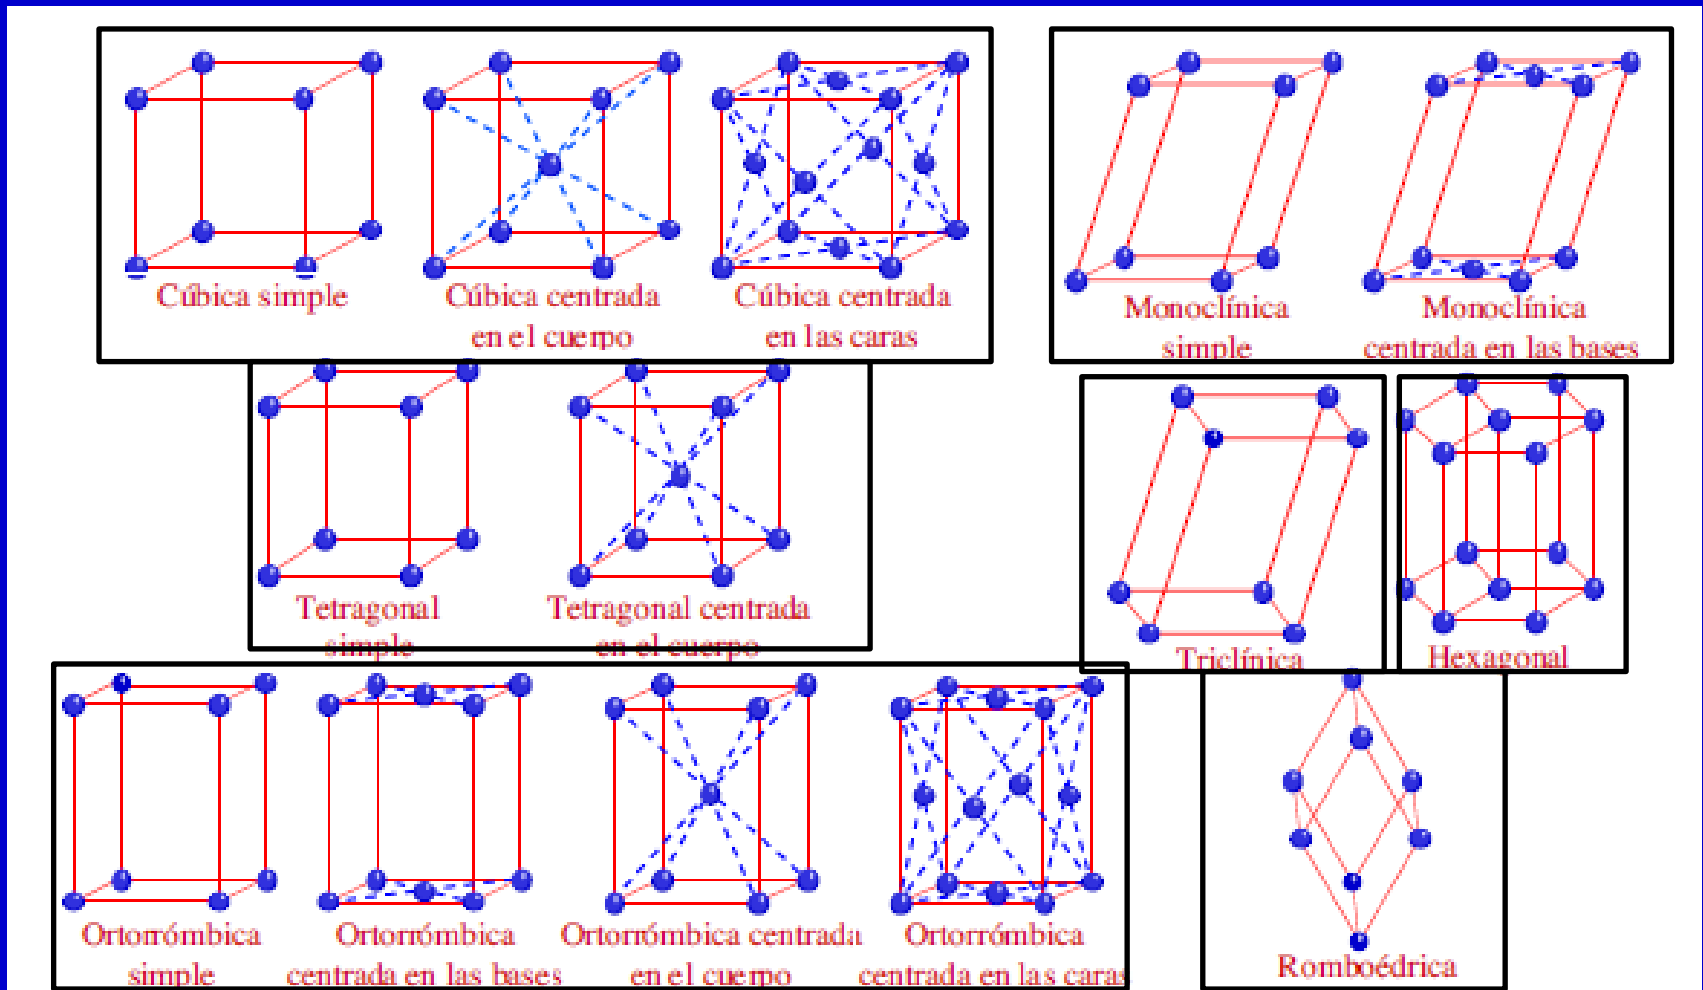 Cúbica simple
Cúbica centrada
en el cuerpo
Cúbica centrada
en las caras
Monoclínica
simple
Monoclínica
centrada en las bases
Tetragonal
simple
Tetragonal centrada
en el cuerpo
Triclínica
Hexagonal
Ortorrómbica
simple
Ortorrómbica
centrada en las bases
Ortorrómbica centrada
en el cuerpo
Ortorrómbica
centrada en las caras
Romboédrica